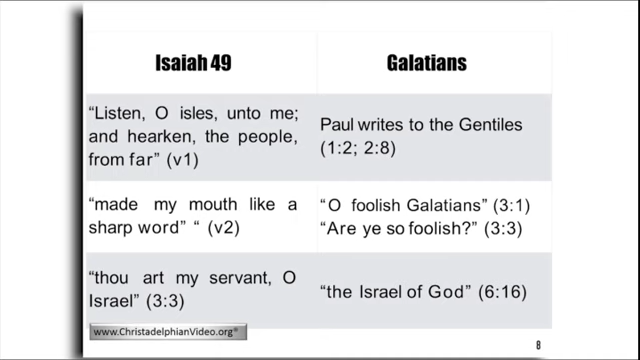 Isaiah 49 Galatians
“Listen, O isles, unto me; and hearken, the people, from far” (v1)
Paul writes to the Gentiles (1:2; 2:8)
“made my mouth like a sharp word” “ (v2)
“O foolish Galatians” (3:1)
“Are ye so foolish?” (3:3)
“thou art my servant, O Israel” (3:3)
“the Israel of God” (6:16)
www.ChristadelphianVideo.org®
8